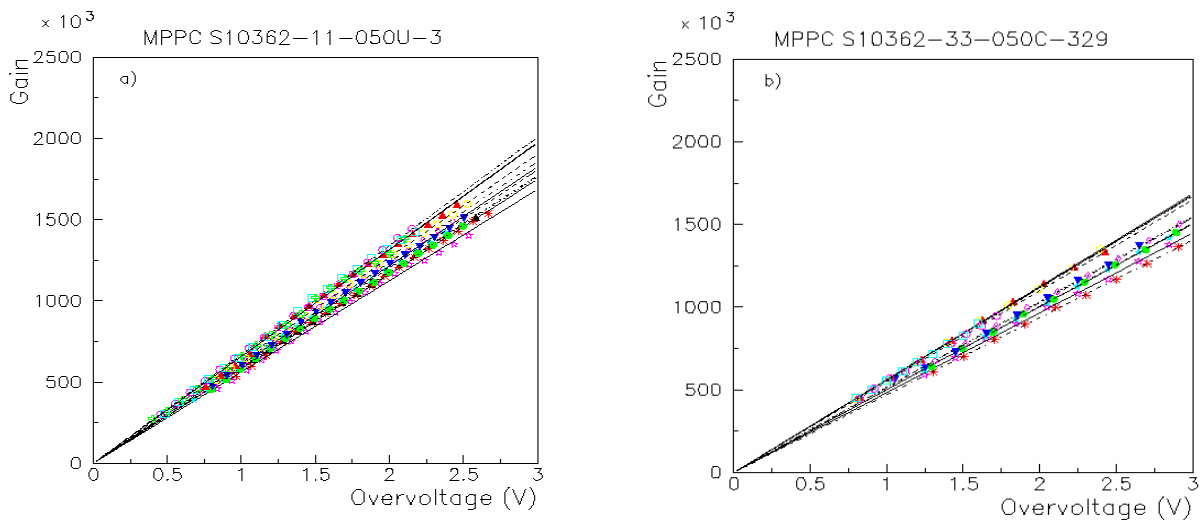 × 10³
MPPC S10362-11-050U-3
Gain
a)
2500
2000
1500
1000
500
0
0 0.5 1 1.5 2 2.5 3
Overvoltage (V)
× 10³
MPPC S10362-33-050C-329
Gain
b)
2500
2000
1500
1000
500
0
0 0.5 1 1.5 2 2.5 3
Overvoltage (V)